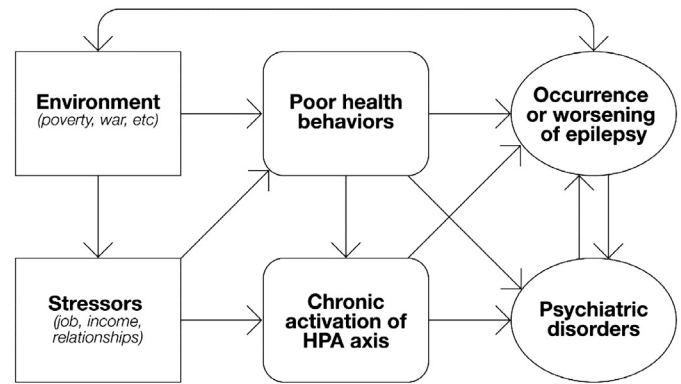 Environment
(poverty, war, etc)
Poor health
behaviors
Occurrence
or worsening
of epilepsy
Stressors
(job, income,
relationships)
Chronic
activation of
HPA axis
Psychiatric
disorders